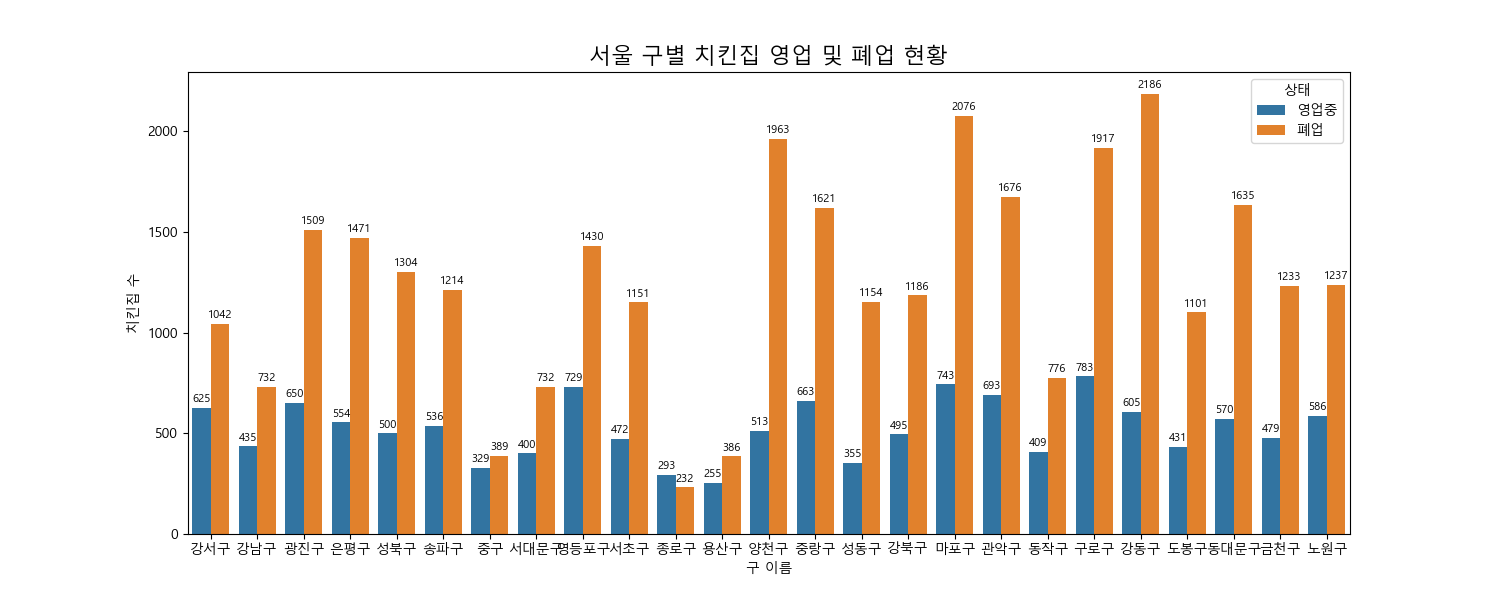 서울 구별 치킨집 영업 및 폐업 현황
상태
영업중
폐업
치킨집 수
2000
1500
1000
500
0
625 1042 435 732 650 1509 554 1471 500 1304 536 1214 329 389 400 732 729 1430 472 1151 293 232 255 386 513 1963 663 1621 355 1154 495 1186 743 2076 693 1676 409 776 783 1917 605 2186 431 1101 570 1635 479 1233 586 1237
강서구 강남구 광진구 은평구 성북구 송파구 중구 서대문구 영등포구 서초구 종로구 용산구 양천구 중랑구 성동구 강북구 마포구 관악구 동작구 구로구 강동구 도봉구 동대문구 금천구 노원구
구 이름